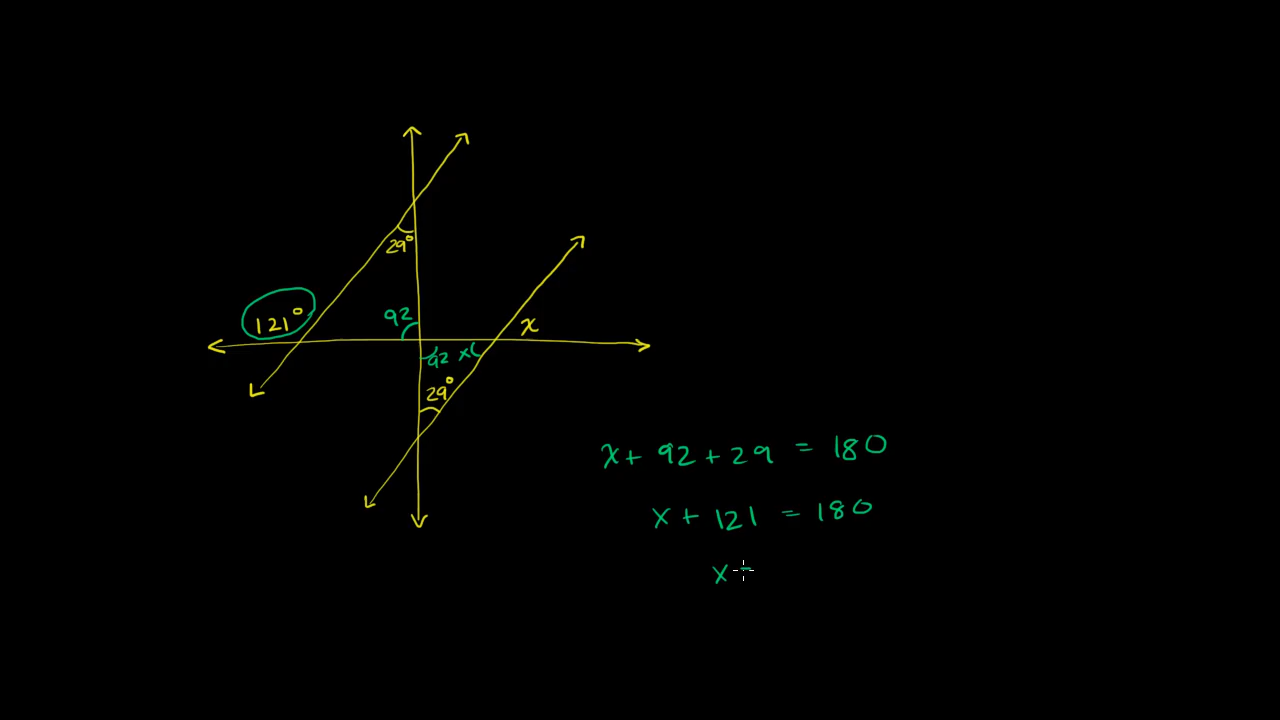 29°
121°
92
x
92 x
29°
x + 92 + 29 = 180
x + 121 = 180
x =